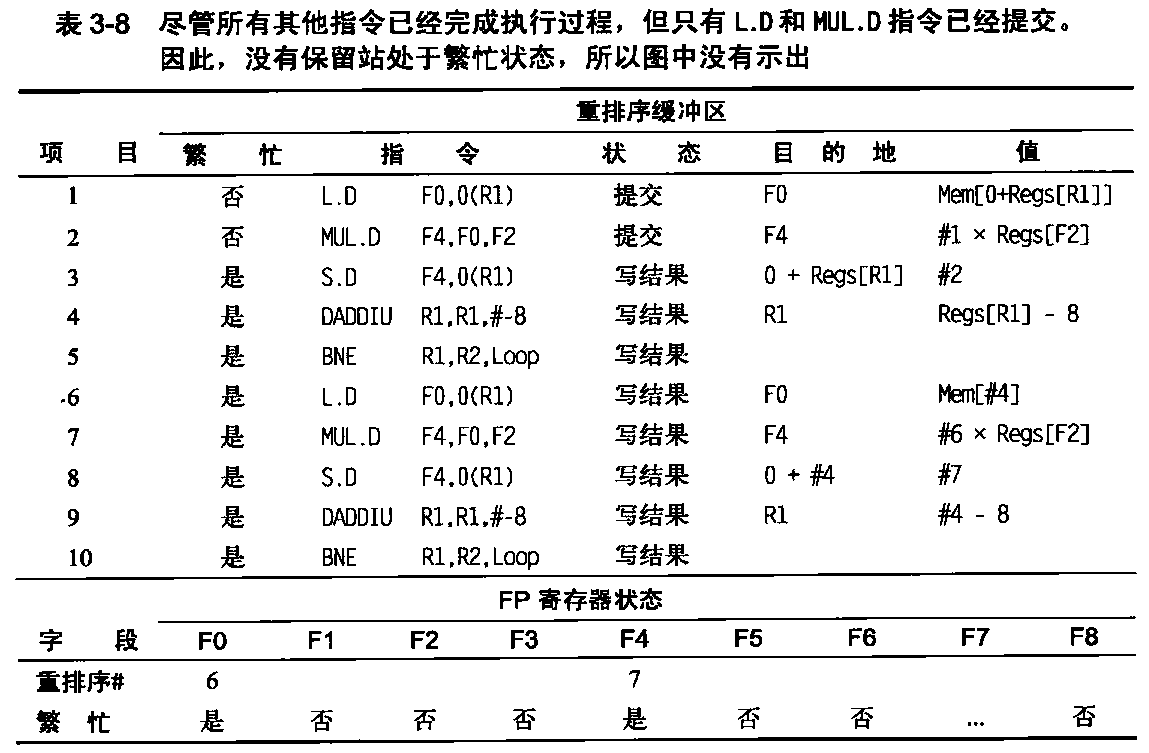 表 3-8 尽管所有其他指令已经完成执行过程，但只有 L.D 和 MUL.D 指令已经提交。
因此，没有保留站处于繁忙状态，所以图中没有示出
重排序缓冲区
项 目 繁 忙 指 令 状 态 目 的 地 值
1 否 L.D F0,0(R1) 提交 F0 Mem[0+Regs[R1]]
2 否 MUL.D F4,F0,F2 提交 F4 #1 × Regs[F2]
3 是 S.D F4,0(R1) 写结果 0 + Regs[R1] #2
4 是 DADDIU R1,R1,#-8 写结果 R1 Regs[R1] - 8
5 是 BNE R1,R2,Loop 写结果
6 是 L.D F0,0(R1) 写结果 F0 Mem[#4]
7 是 MUL.D F4,F0,F2 写结果 F4 #6 × Regs[F2]
8 是 S.D F4,0(R1) 写结果 0 + #4 #7
9 是 DADDIU R1,R1,#-8 写结果 R1 #4 - 8
10 是 BNE R1,R2,Loop 写结果
FP 寄存器状态
字 段 F0 F1 F2 F3 F4 F5 F6 F7 F8
重排序# 6 7
繁 忙 是 否 否 否 是 否 否 … 否